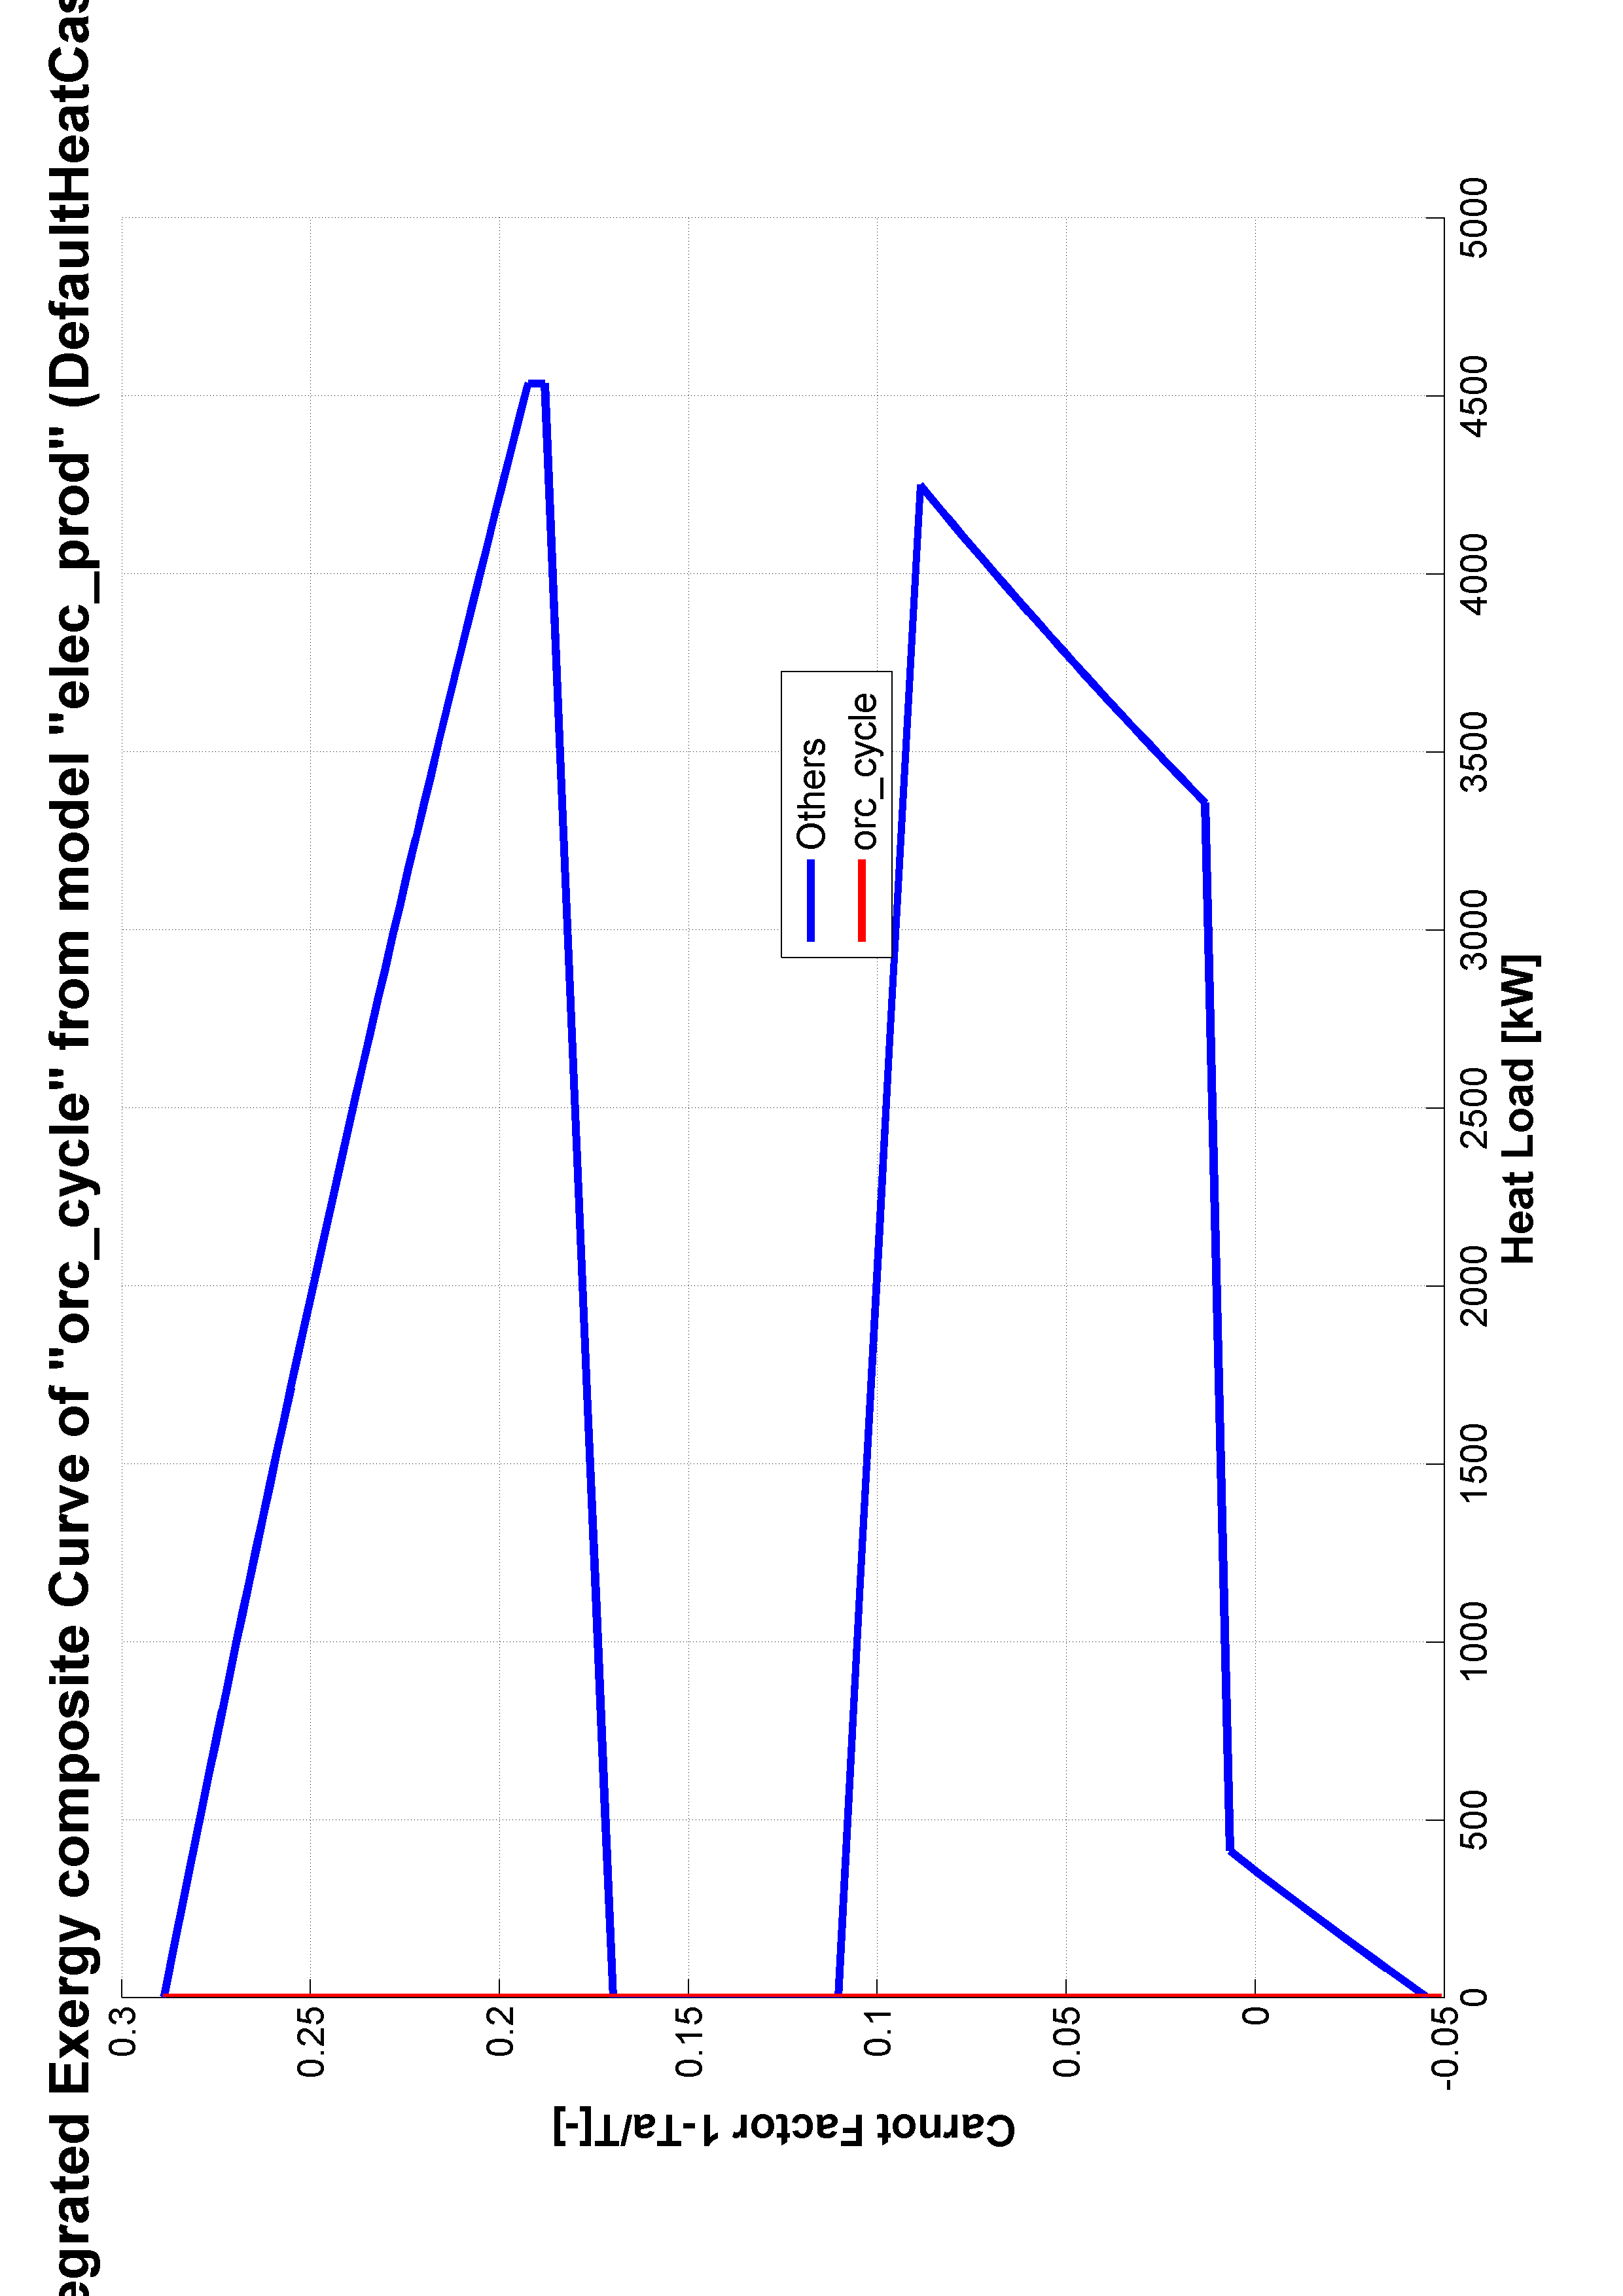 egrated Exergy composite Curve of "orc_cycle" from model "elec_prod" (DefaultHeatCas
0.3
0.25
0.2
0.15
0.1
0.05
0
-0.05
Carnot Factor 1-Ta/T[-]
Others
orc_cycle
0 500 1000 1500 2000 2500 3000 3500 4000 4500 5000
Heat Load [kW]